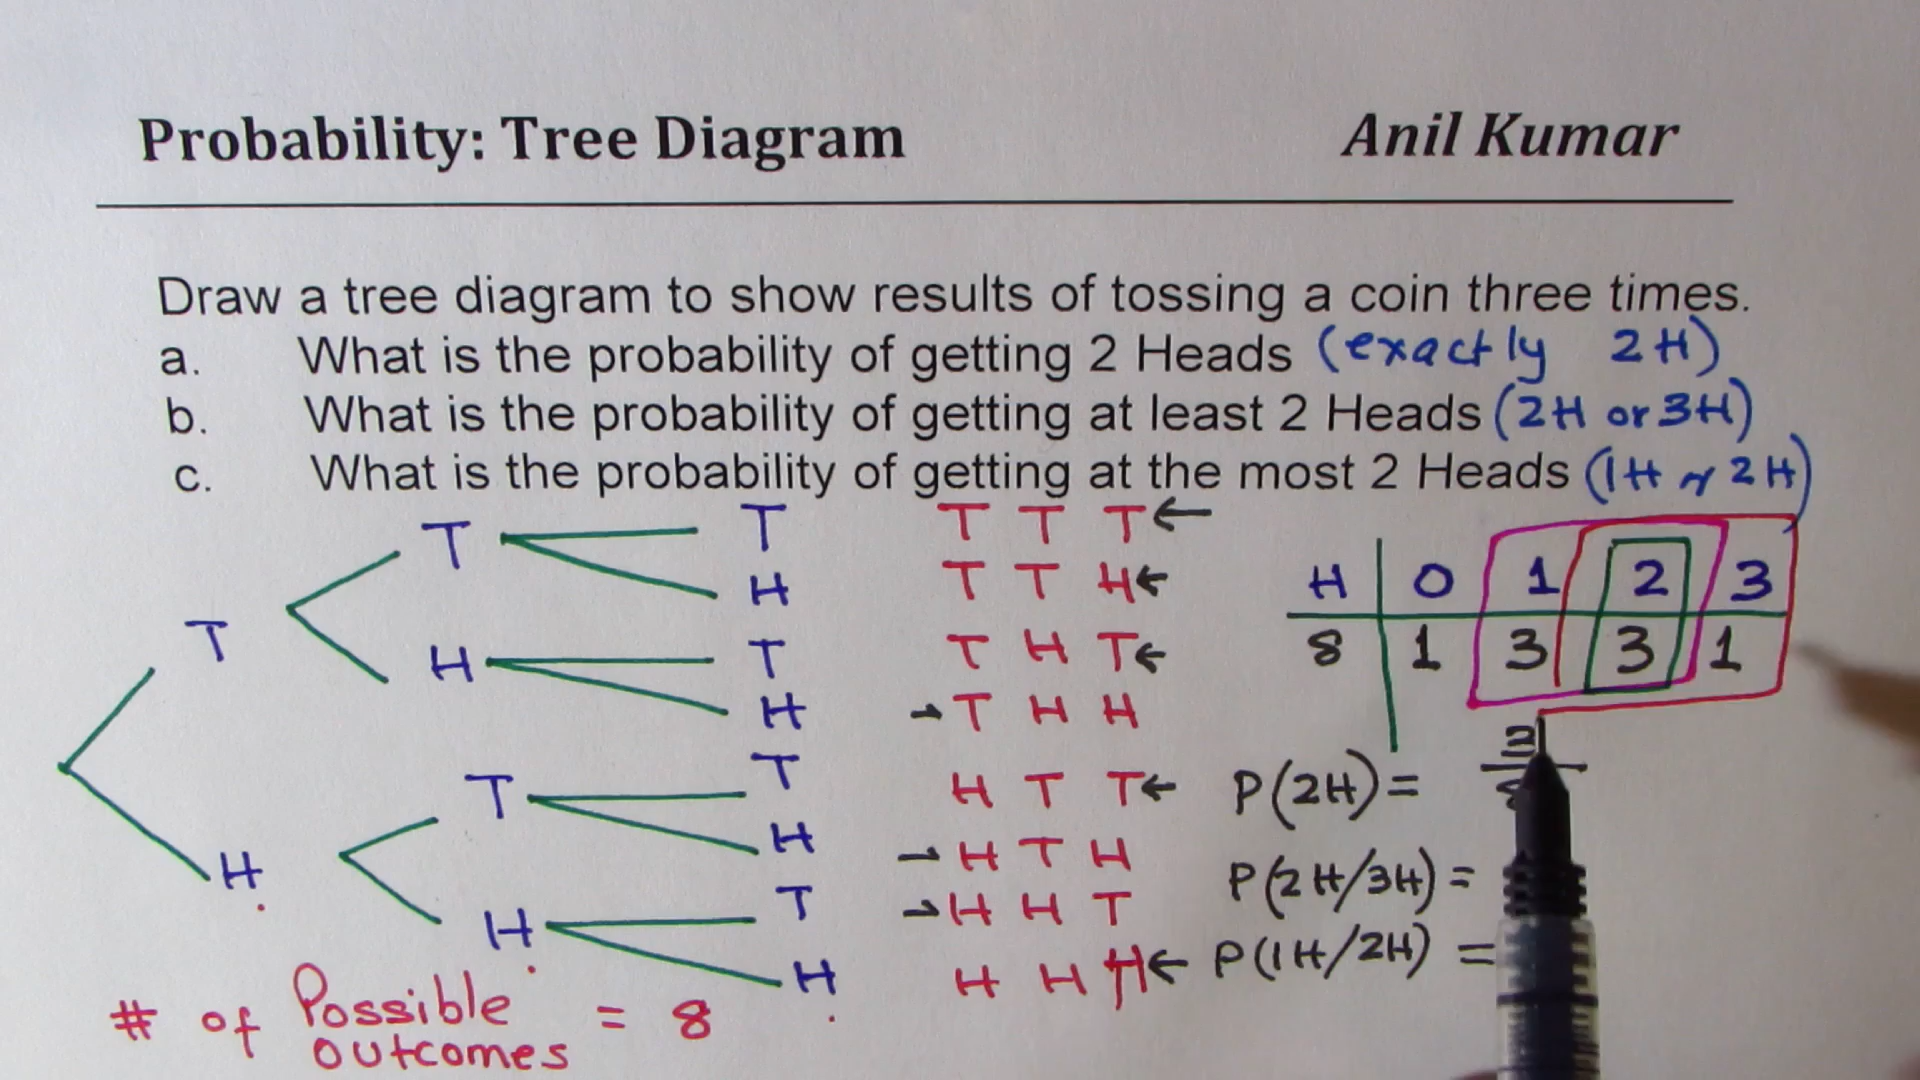 Probability: Tree Diagram Anil Kumar
Draw a tree diagram to show results of tossing a coin three times.
a. What is the probability of getting 2 Heads (exactly 2H)
b. What is the probability of getting at least 2 Heads (2H or 3H)
c. What is the probability of getting at the most 2 Heads (1H or 2H)
T T T T T ←
H T T H ←
T H T T H T ←
H → T H H
H 0 1 2 3
8 1 3 3 1
T T H T T ←
H → H T H
H H T → H H T
H H H H ←
P(2H) = 3
P(2H/3H) =
P(1H/2H) =
# of Possible outcomes = 8